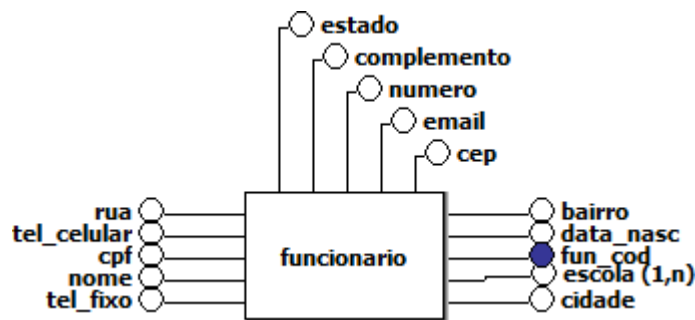 estado
complemento
numero
email
cep
rua
tel_celular
cpf
nome
tel_fixo
funcionario
bairro
data_nasc
fun_cod
escola (1,n)
cidade